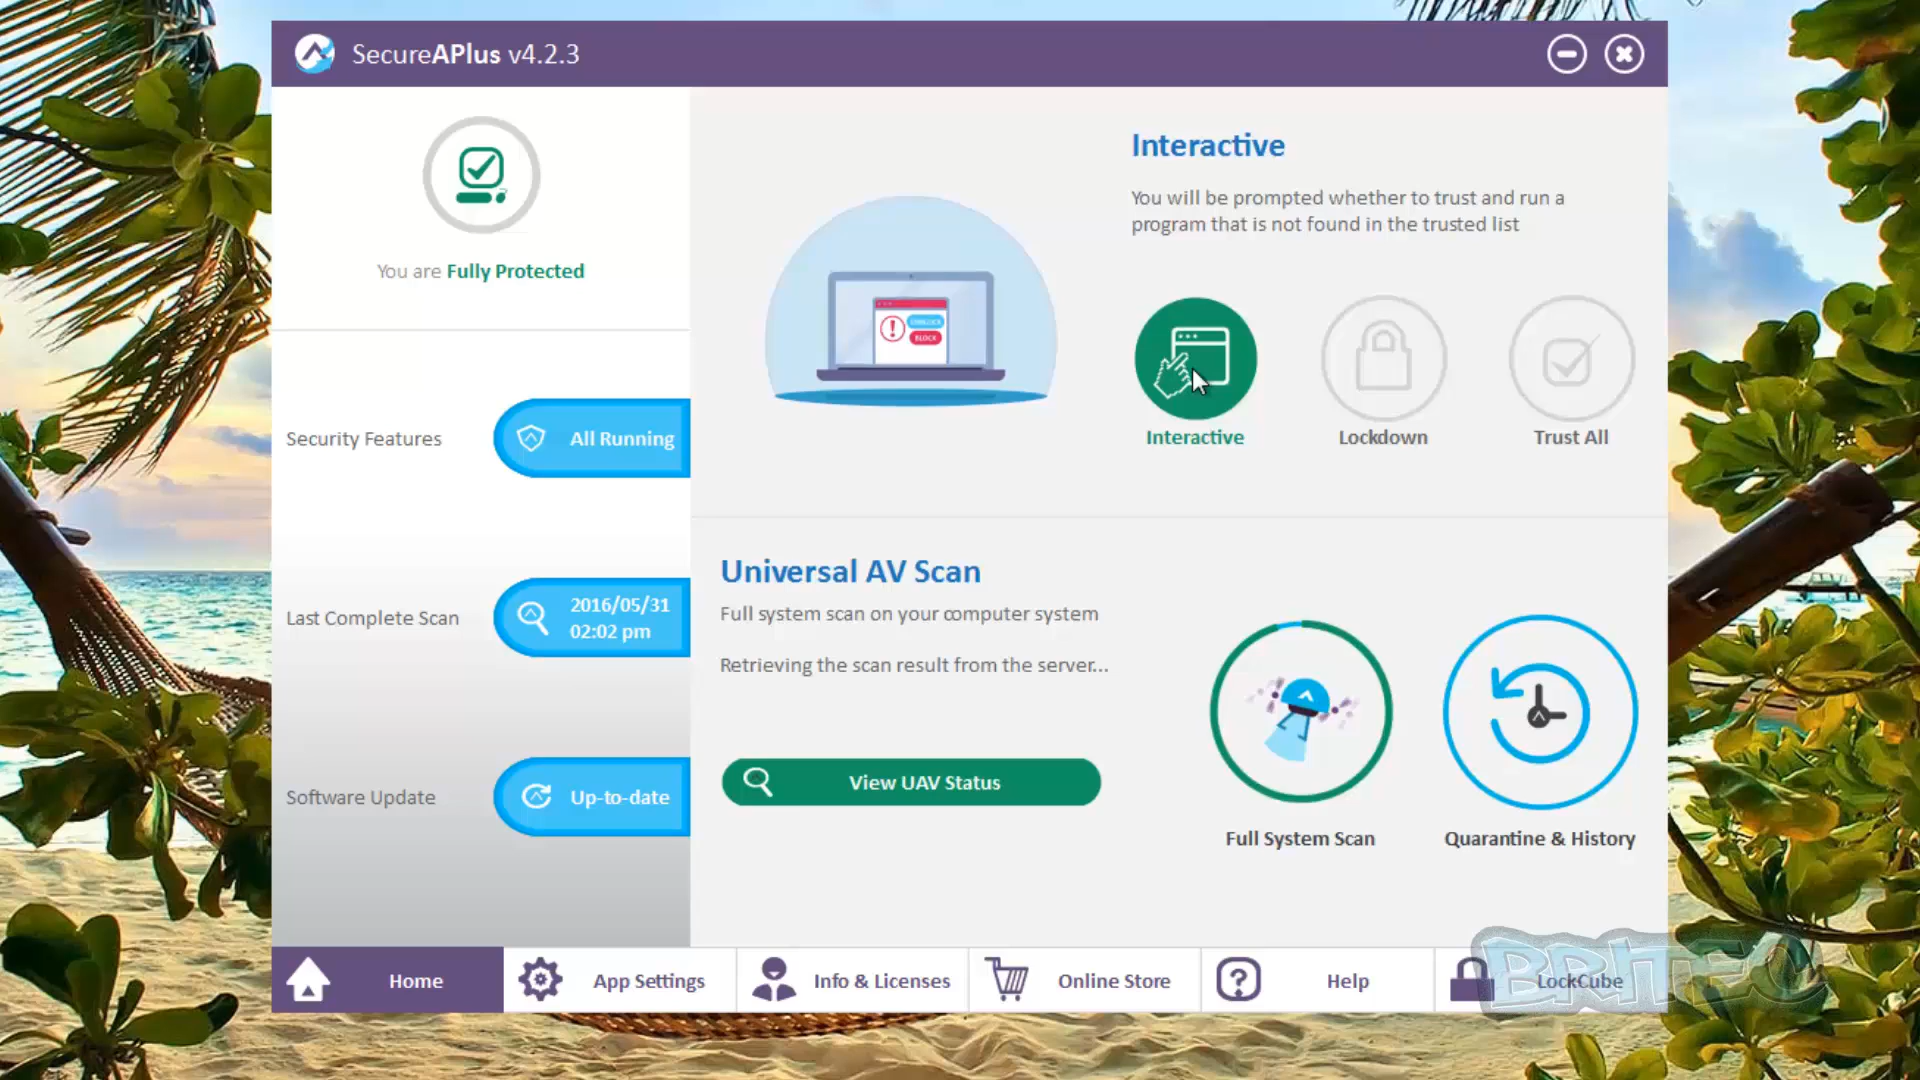 SecureAPlus v4.2.3
You are Fully Protected
Security Features
All Running
Last Complete Scan
2016/05/31
02:02 pm
Software Update
Up-to-date
Interactive
You will be prompted whether to trust and run a
program that is not found in the trusted list
BLOCK
Interactive
Lockdown
Trust All
Universal AV Scan
Full system scan on your computer system
Retrieving the scan result from the server...
View UAV Status
Full System Scan
Quarantine & History
Home
App Settings
Info & Licenses
Online Store
Help
LockCube
BRITEC